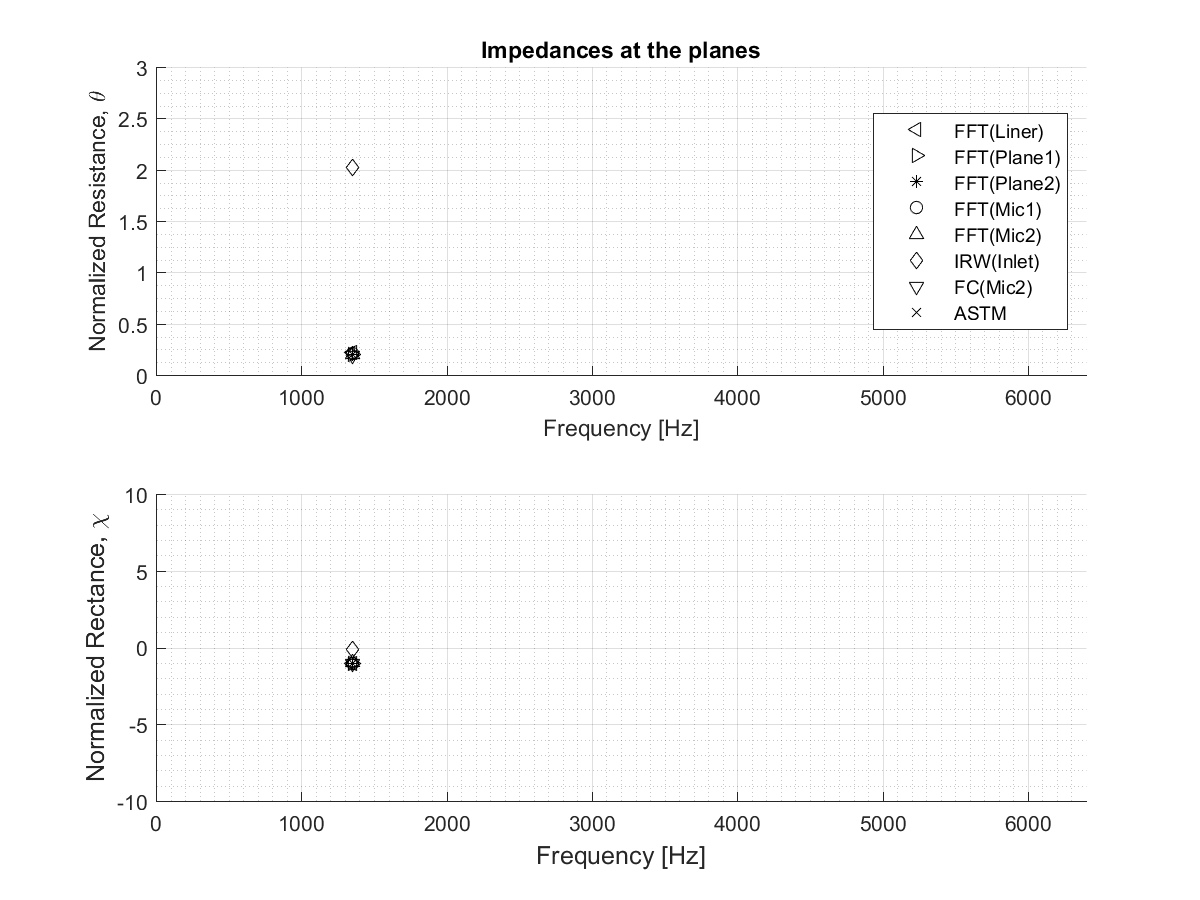 Impedances at the planes
Normalized Resistance, θ
3
2.5
2
1.5
1
0.5
0
0 1000 2000 3000 4000 5000 6000
Frequency [Hz]
FFT(Liner)
FFT(Plane1)
FFT(Plane2)
FFT(Mic1)
FFT(Mic2)
IRW(Inlet)
FC(Mic2)
ASTM
Normalized Rectance, χ
10
5
0
-5
-10
0 1000 2000 3000 4000 5000 6000
Frequency [Hz]